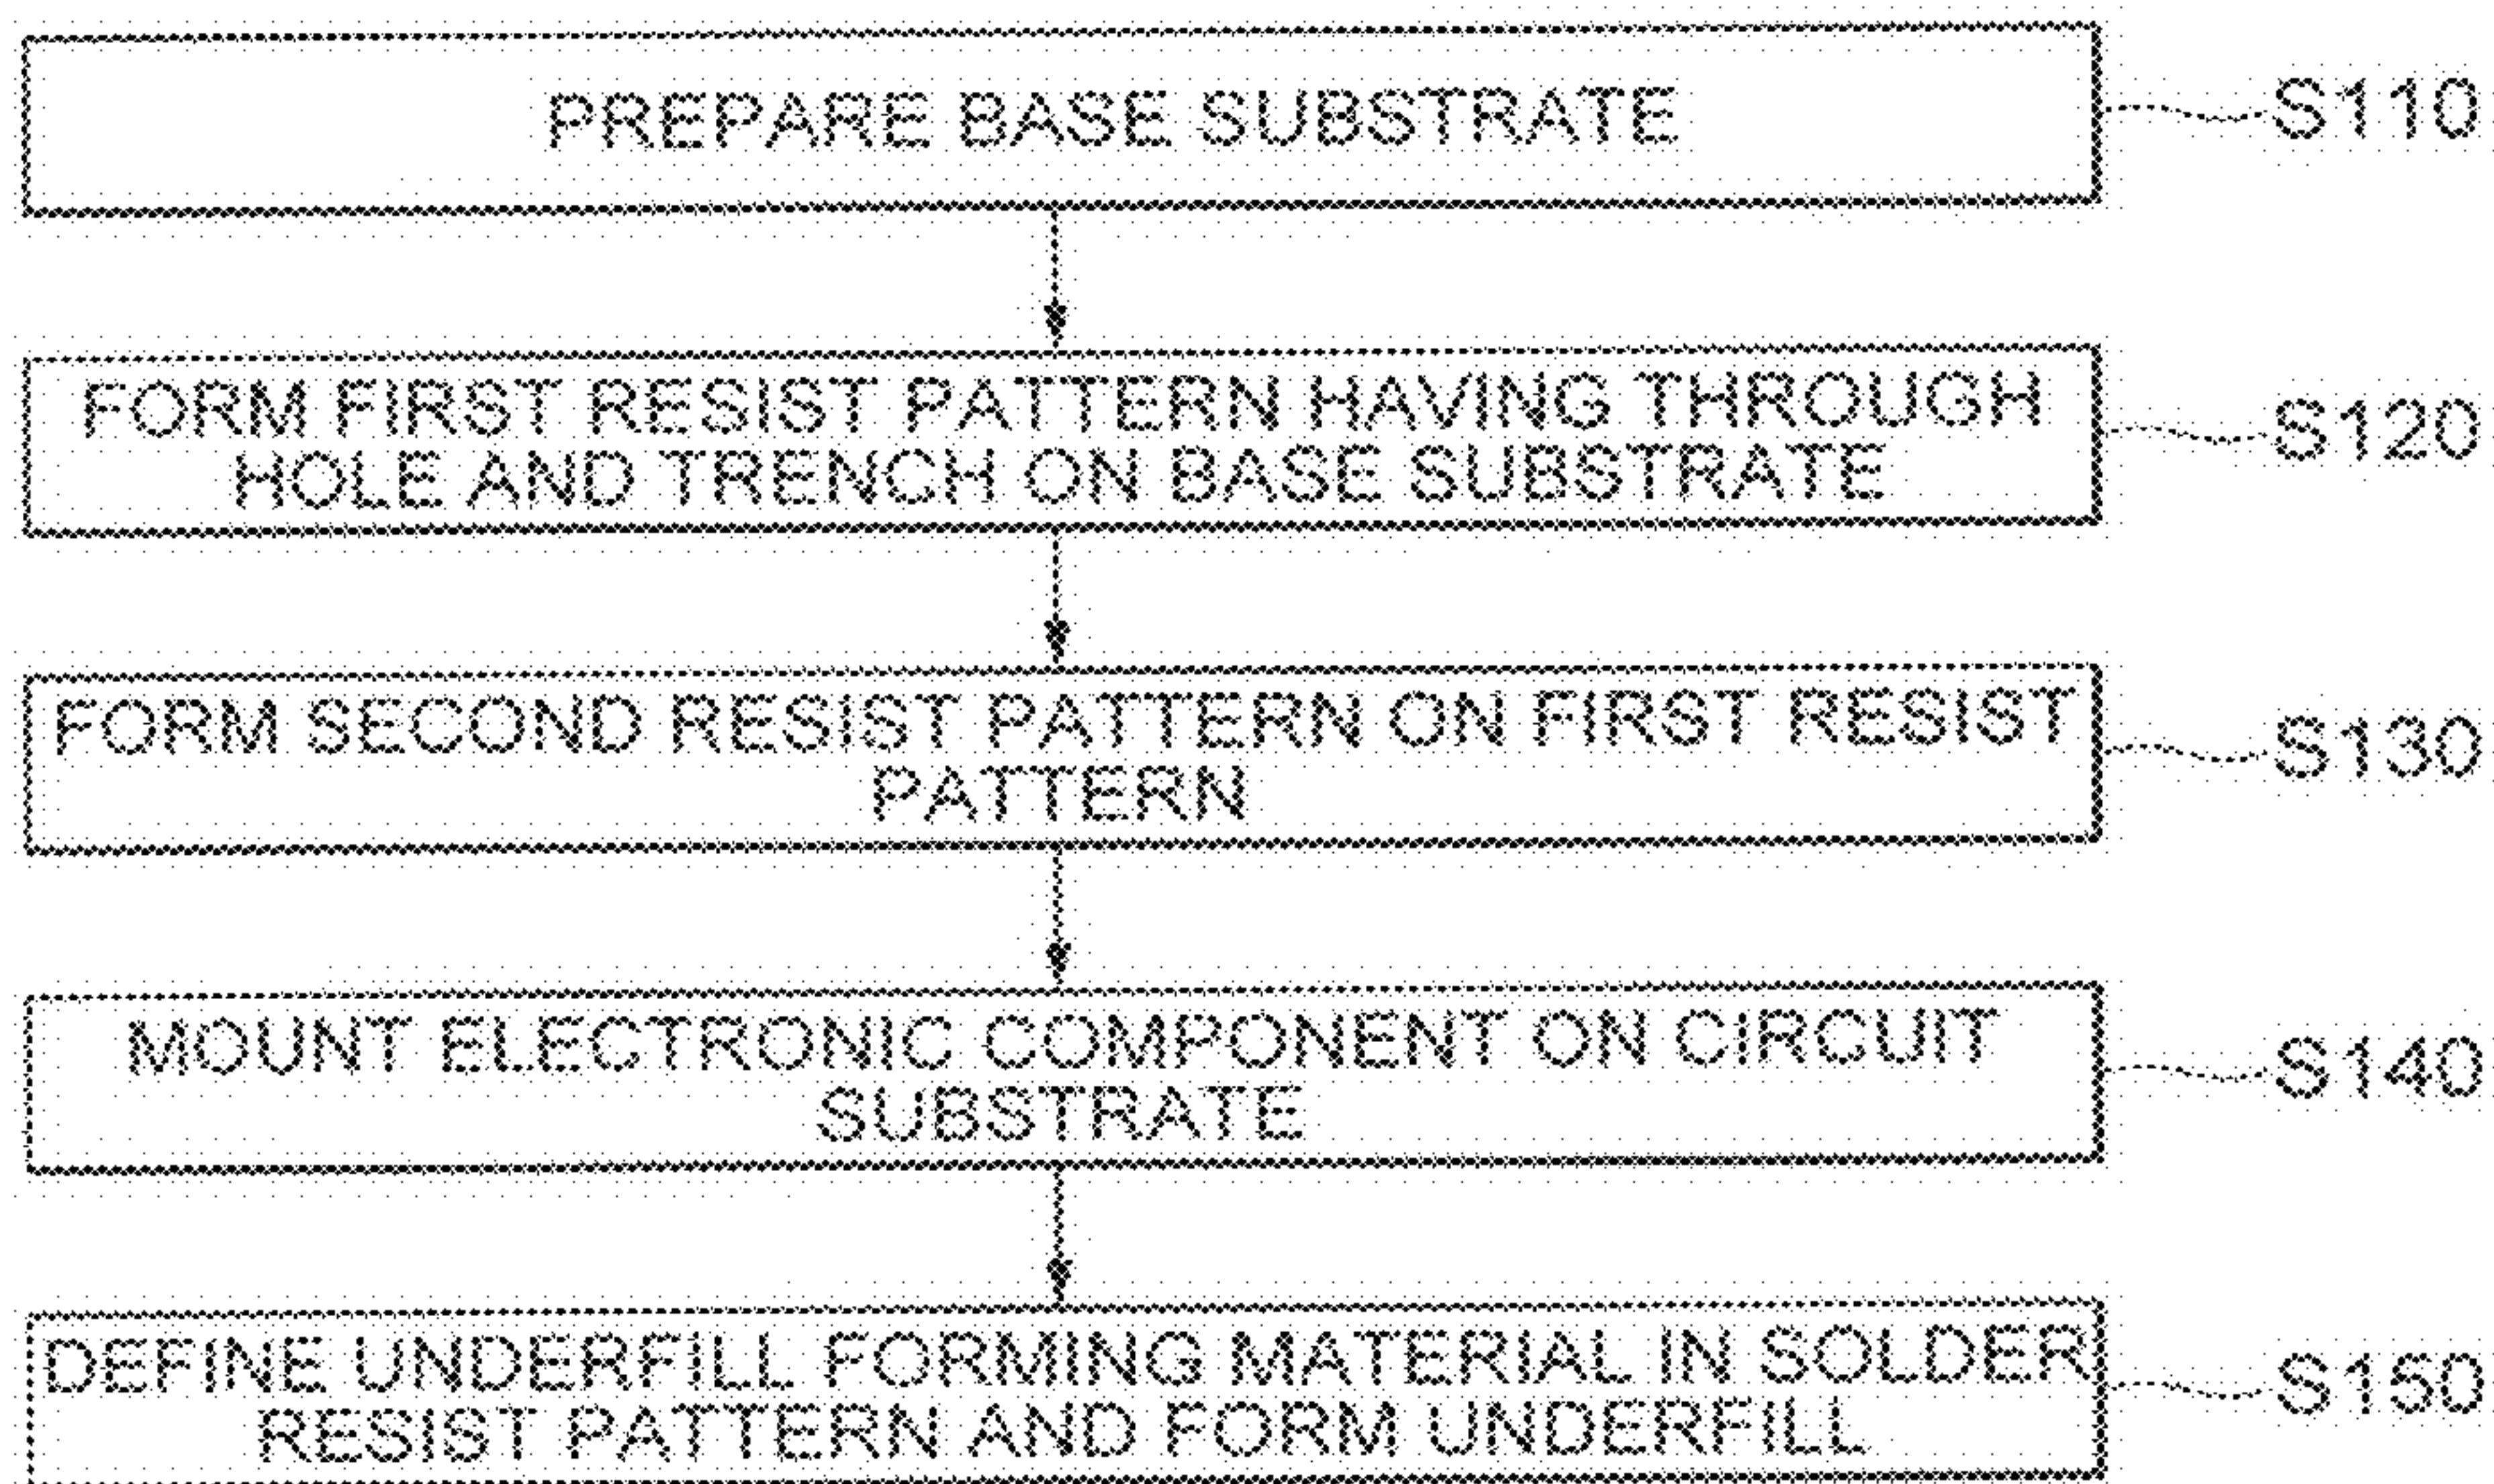 PREPARE BASE SUBSTRATE
S110
FORM FIRST RESIST PATTERN HAVING THROUGH
HOLE AND TRENCH ON BASE SUBSTRATE
S120
FORM SECOND RESIST PATTERN ON FIRST RESIST
PATTERN
S130
MOUNT ELECTRONIC COMPONENT ON CIRCUIT
SUBSTRATE
S140
DEFINE UNDERFILL FORMING MATERIAL IN SOLDER
RESIST PATTERN AND FORM UNDERFILL
S150